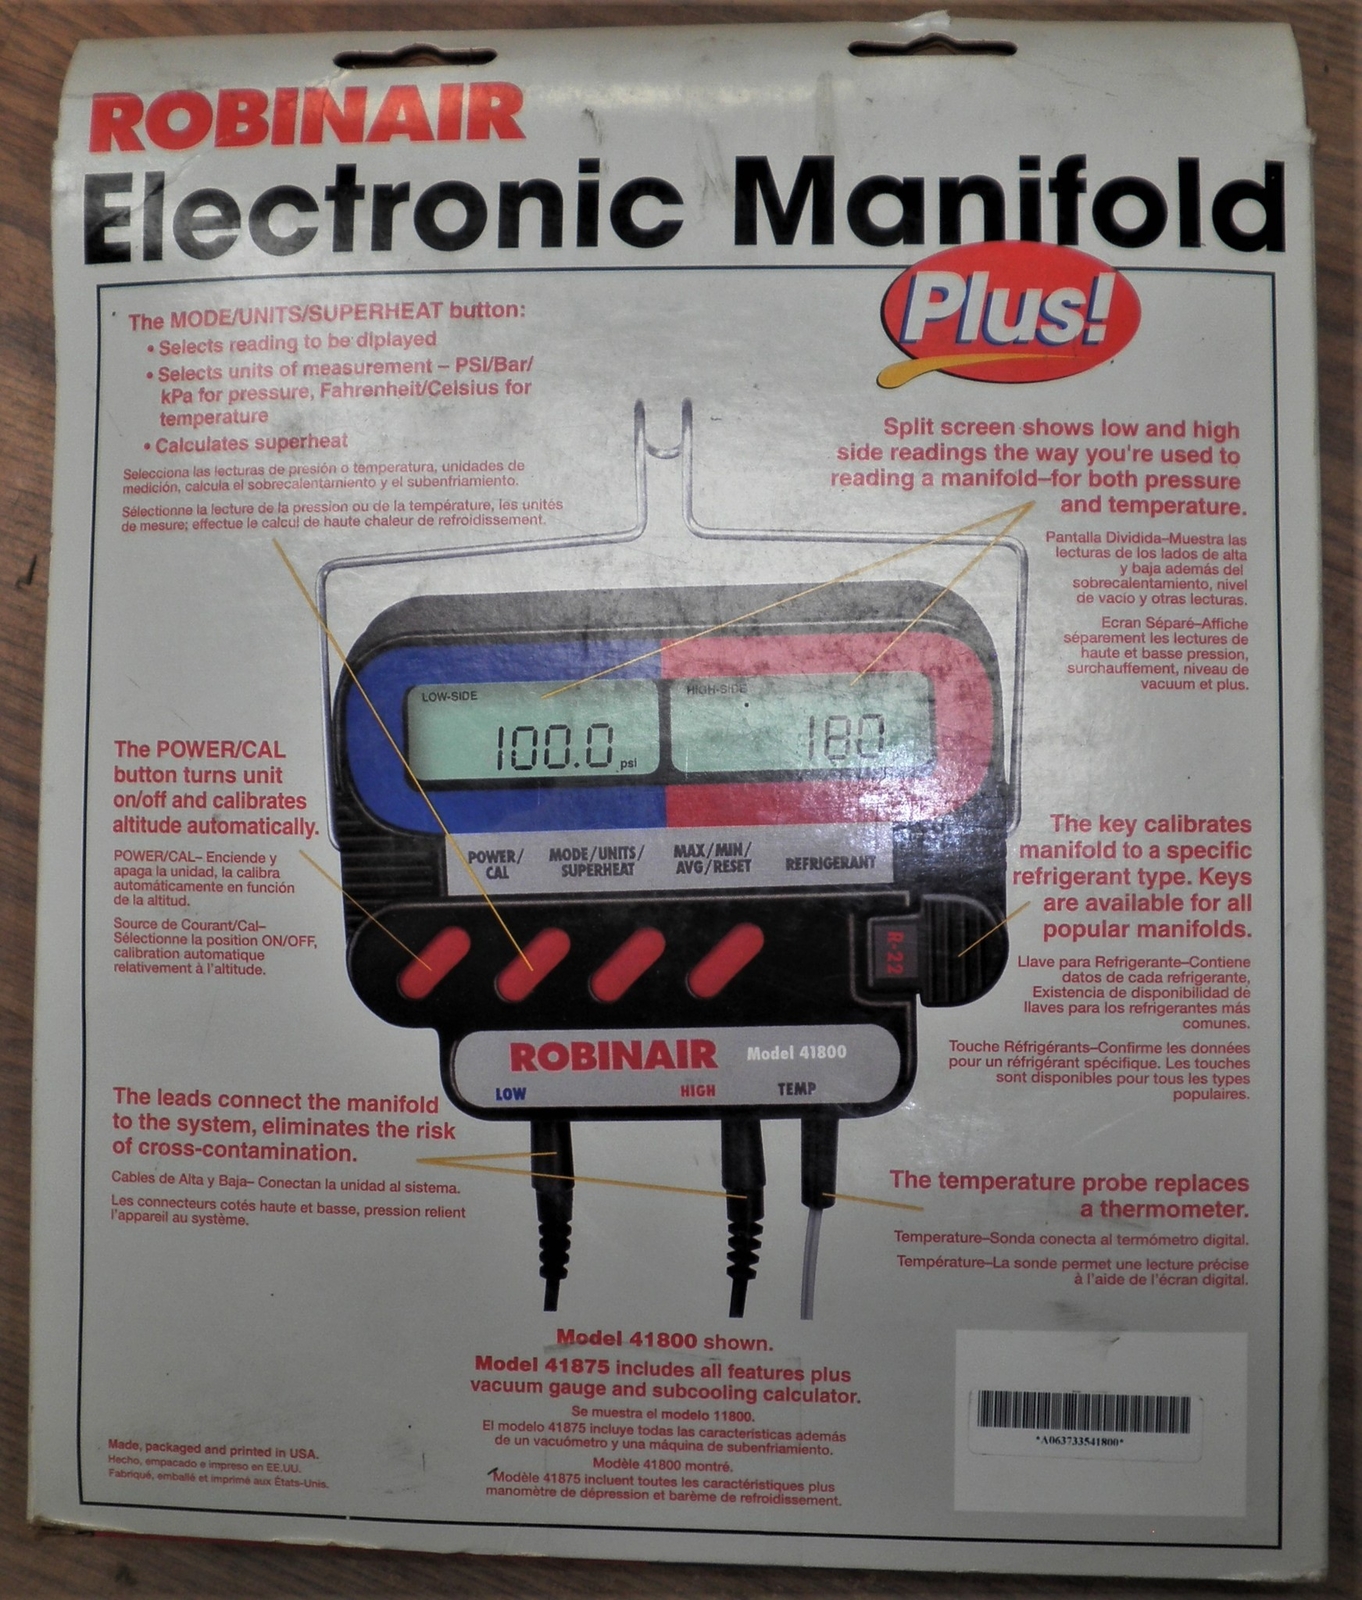 ROBINAIR
Electronic Manifold
Plus!
The MODE/UNITS/SUPERHEAT button:
• Selects reading to be diplayed
• Selects units of measurement – PSI/Bar/
kPa for pressure, Fahrenheit/Celsius for
temperature
• Calculates superheat
Selecciona las lecturas de presión o temperatura, unidades de
medición, calcula el sobrecalentamiento y el subenfriamiento.
Sélectionne la lecture de la pression ou de la température, les unités
de mesure; effectue le calcul de haute chaleur de refroidissement.
Split screen shows low and high
side readings the way you're used to
reading a manifold–for both pressure
and temperature.
Pantalla Dividida–Muestra las
lecturas de los lados de alta
y baja además del
sobrecalentamiento, nivel
de vacio y otras lecturas.
Ecran Séparé–Affiche
séparement les lectures de
haute et basse pression,
surchauffement, niveau de
vacuum et plus.
LOW-SIDE
100.0 psi
HIGH-SIDE
180
The POWER/CAL
button turns unit
on/off and calibrates
altitude automatically.
POWER/CAL– Enciende y
apaga la unidad, la calibra
automáticamente en función
de la altitud.
Source de Courant/Cal–
Sélectionne la position ON/OFF,
calibration automatique
relativement à l'altitude.
POWER/
CAL
MODE/UNITS/
SUPERHEAT
MAX/MIN/
AVG/RESET
REFRIGERANT
R-22
The key calibrates
manifold to a specific
refrigerant type. Keys
are available for all
popular manifolds.
Llave para Refrigerante–Contiene
datos de cada refrigerante,
Existencia de disponibilidad de
llaves para los refrigerantes más
comunes.
Touche Réfrigérants–Confirme les données
pour un réfrigérant spécifique. Les touches
sont disponibles pour tous les types
populaires.
ROBINAIR Model 41800
LOW HIGH TEMP
The leads connect the manifold
to the system, eliminates the risk
of cross-contamination.
Cables de Alta y Baja– Conectan la unidad al sistema.
Les connecteurs cotés haute et basse, pression relient
l'appareil au système.
The temperature probe replaces
a thermometer.
Temperature–Sonda conecta al termómetro digital.
Température–La sonde permet une lecture précise
à l'aide de l'écran digital.
Model 41800 shown.
Model 41875 includes all features plus
vacuum gauge and subcooling calculator.
Se muestra el modelo 11800.
El modelo 41875 incluye todas las características además
de un vacuómetro y una máquina de subenfriamiento.
Modèle 41800 montré.
Modèle 41875 incluent toutes les caractéristiques plus
manomètre de dépression et barème de refroidissement.
Made, packaged and printed in USA.
Hecho, empacado e impreso en EE.UU.
Fabriqué, emballé et imprimé aux États-Unis.
*A063733541800*